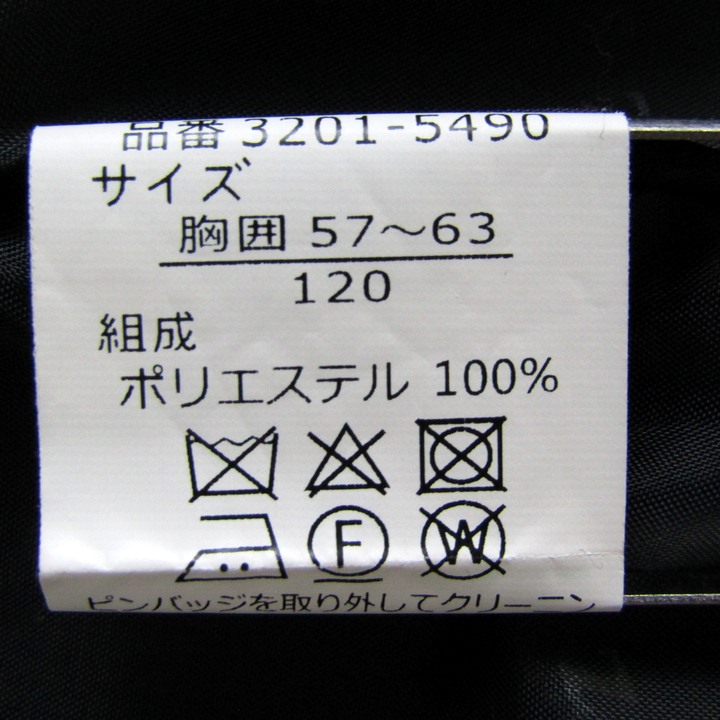 品番 3201-5490
サイズ
胸囲 57～63
120
組成
ポリエステル 100%
F W
ピンバッジを取り外してクリーニン